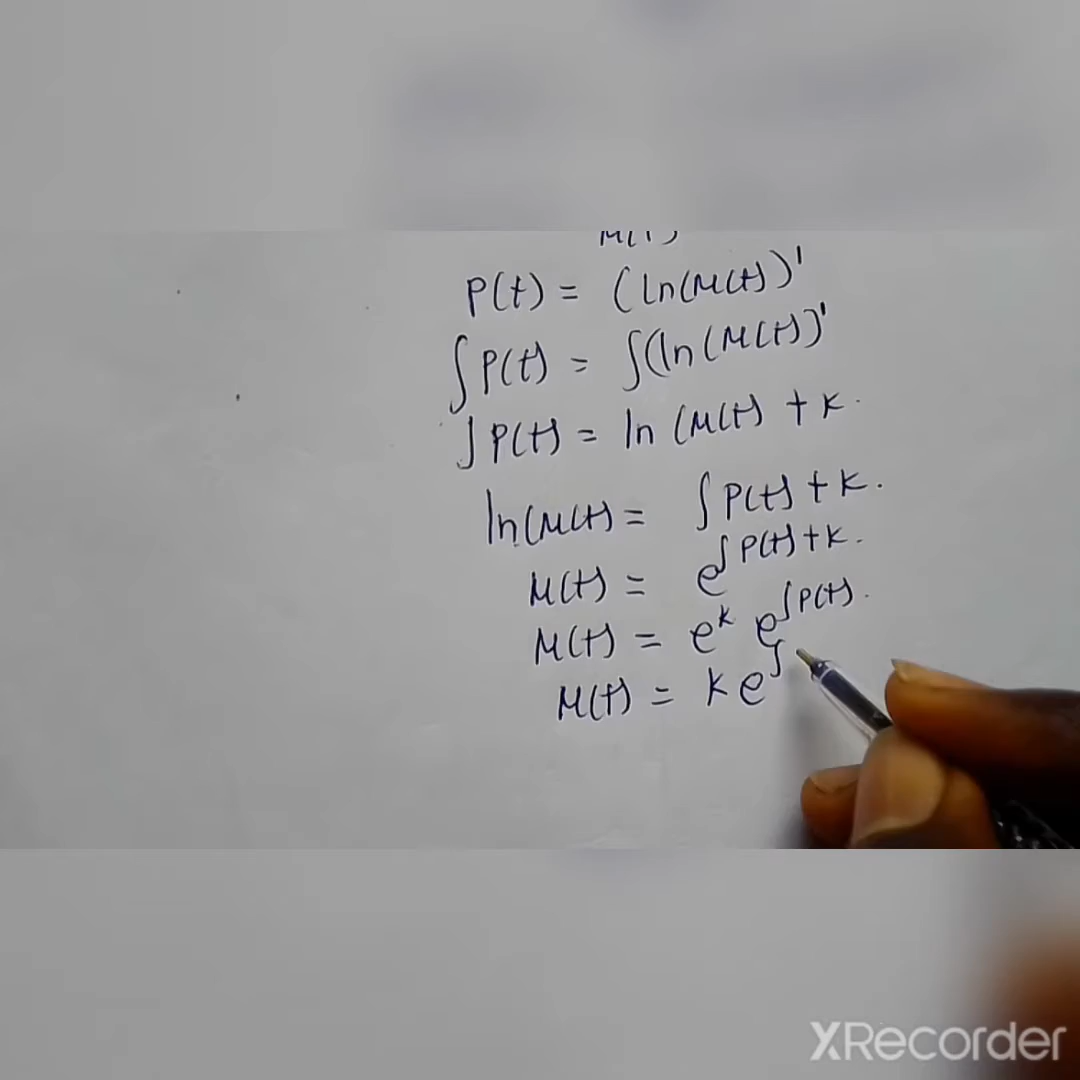 P(t) = (ln(μ(t))'
∫P(t) = ∫(ln(μ(t))'
∫P(t) = ln (μ(t) + k.
ln(μ(t) = ∫P(t) + k.
μ(t) = e^∫P(t)+k.
μ(t) = e^k e^∫P(t).
μ(t) = k e^∫
XRecorder